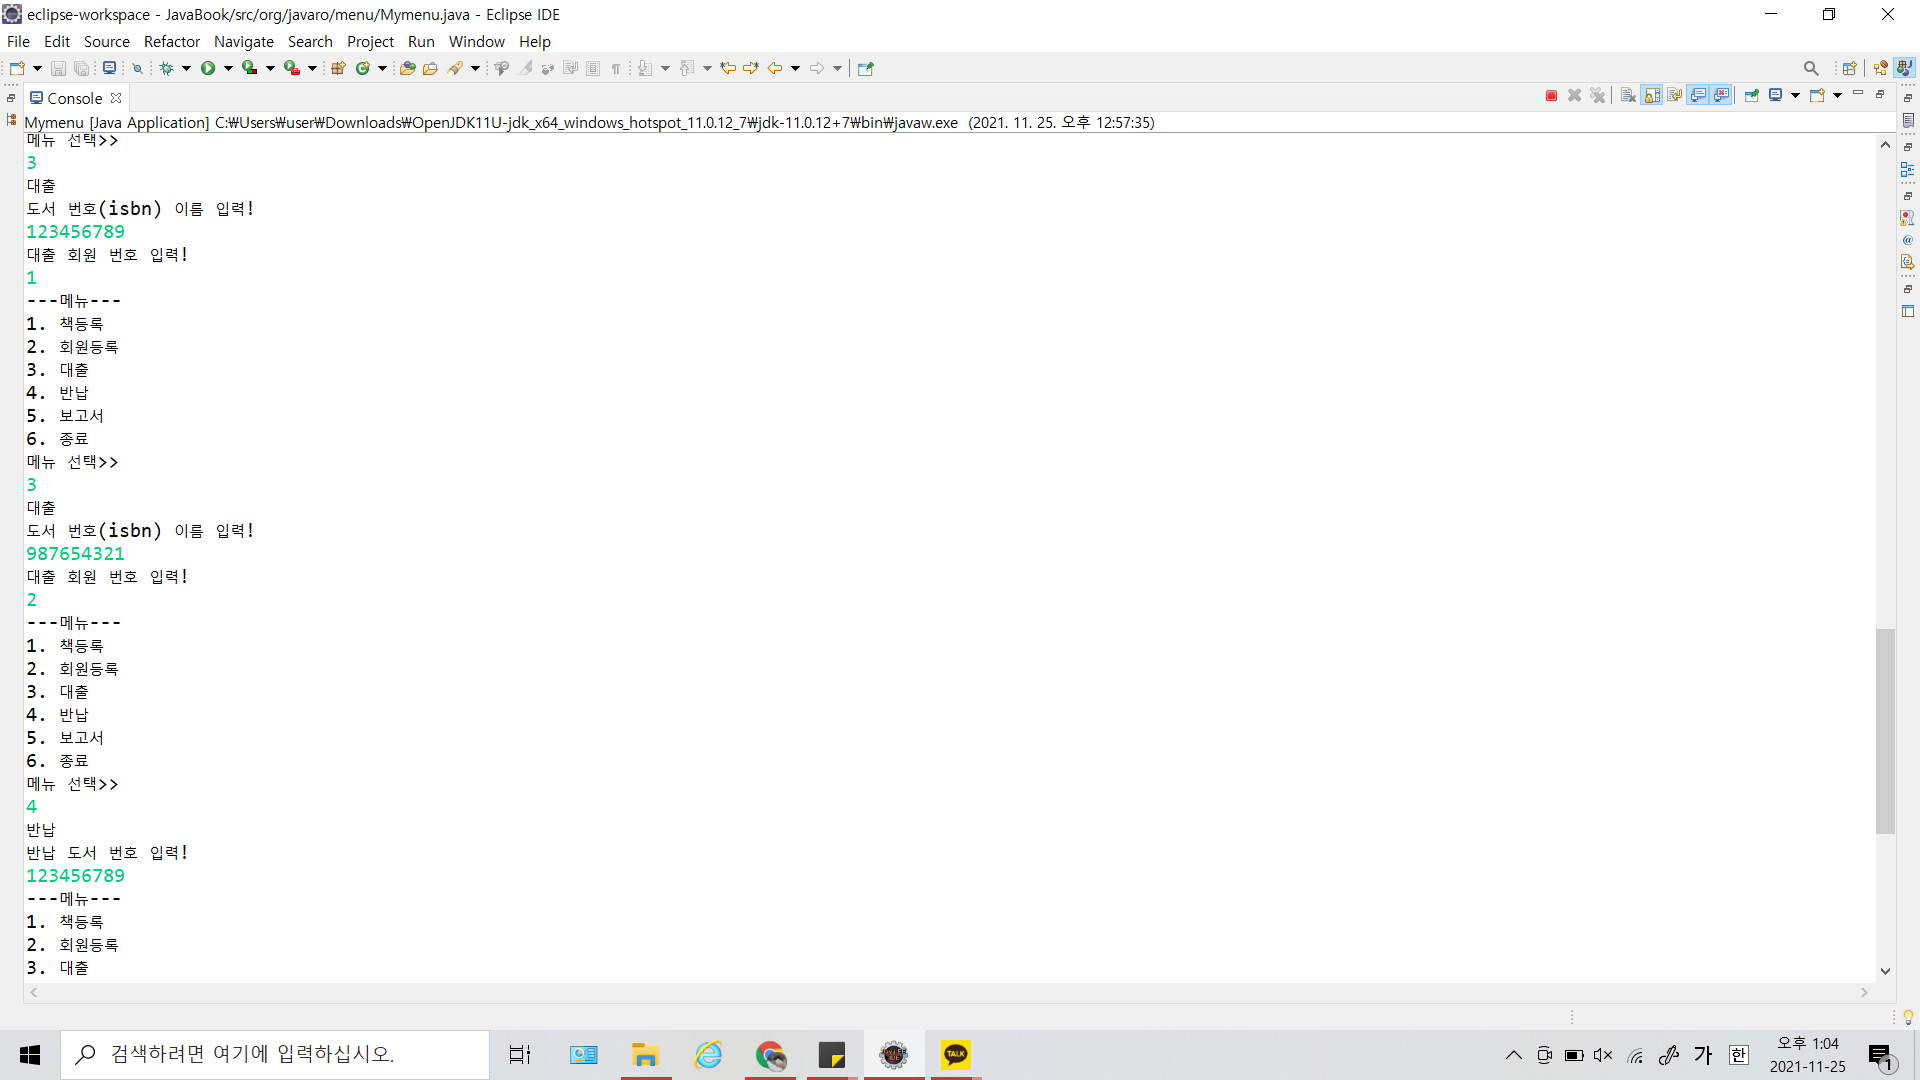 eclipse-workspace - JavaBook/src/org/javaro/menu/Mymenu.java - Eclipse IDE
File Edit Source Refactor Navigate Search Project Run Window Help
Console
Mymenu [Java Application] C:₩Users₩user₩Downloads₩OpenJDK11U-jdk_x64_windows_hotspot_11.0.12_7₩jdk-11.0.12+7₩bin₩javaw.exe (2021. 11. 25. 오후 12:57:35)
메뉴 선택>>
3
대출
도서 번호(isbn) 이름 입력!
123456789
대출 회원 번호 입력!
1
---메뉴---
1. 책등록
2. 회원등록
3. 대출
4. 반납
5. 보고서
6. 종료
메뉴 선택>>
3
대출
도서 번호(isbn) 이름 입력!
987654321
대출 회원 번호 입력!
2
---메뉴---
1. 책등록
2. 회원등록
3. 대출
4. 반납
5. 보고서
6. 종료
메뉴 선택>>
4
반납
반납 도서 번호 입력!
123456789
---메뉴---
1. 책등록
2. 회원등록
3. 대출
검색하려면 여기에 입력하십시오.
TALK
가 한
오후 1:04
2021-11-25
1